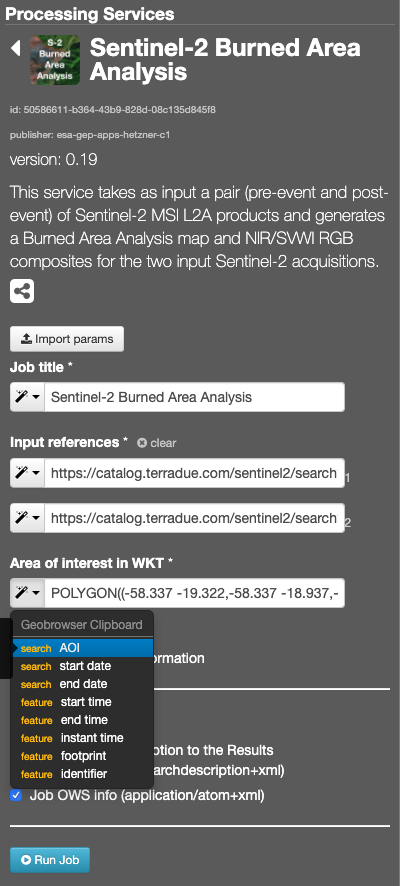 Processing Services
S-2
Burned
Area
Analysis
Sentinel-2 Burned Area
Analysis
id: 50586611-b364-43b9-828d-08c135d845f8
publisher: esa-gep-apps-hetzner-c1
version: 0.19
This service takes as input a pair (pre-event and post-
event) of Sentinel-2 MSI L2A products and generates
a Burned Area Analysis map and NIR/SVWI RGB
composites for the two input Sentinel-2 acquisitions.
Import params
Job title *
Sentinel-2 Burned Area Analysis
Input references * clear
https://catalog.terradue.com/sentinel2/search 1
https://catalog.terradue.com/sentinel2/search 2
Area of interest in WKT *
POLYGON((-58.337 -19.322,-58.337 -18.937,-
Geobrowser Clipboard
search AOI
search start date
search end date
feature start time
feature end time
feature instant time
feature footprint
feature identifier
ormation
ption to the Results
archdescription+xml)
Job OWS info (application/atom+xml)
Run Job